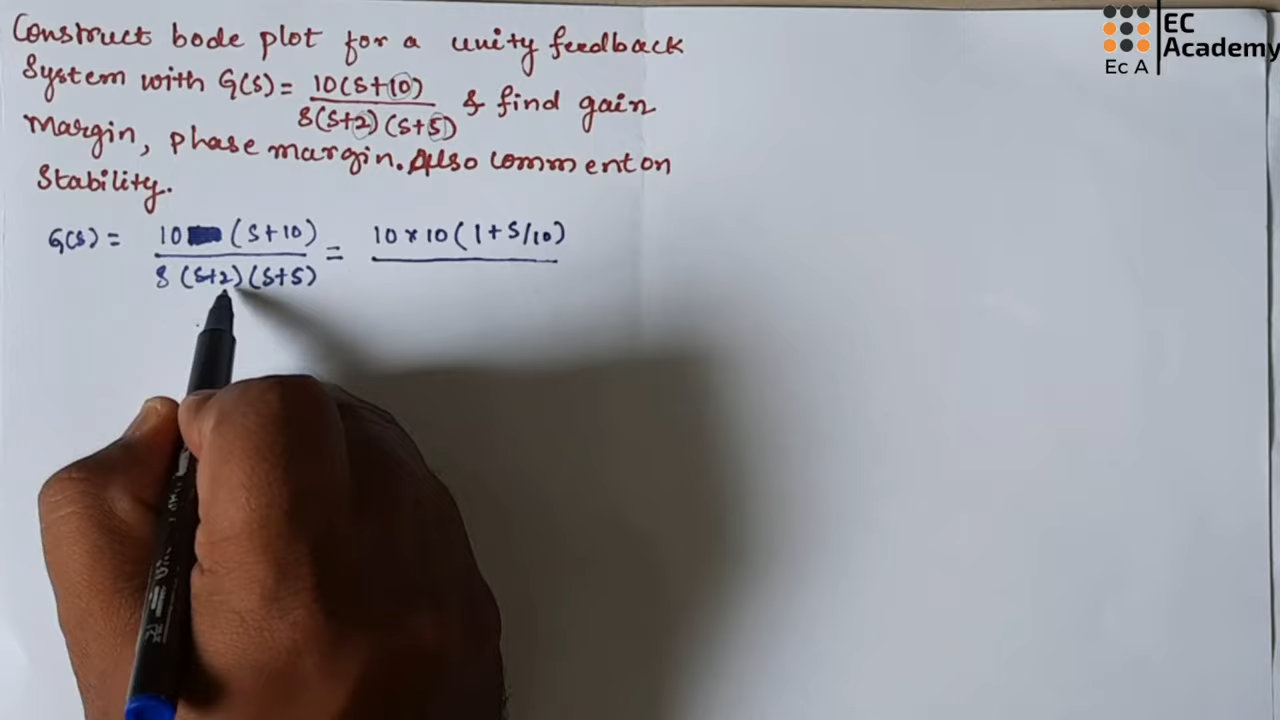 Construct bode plot for a unity feedback
System with G(s) = 10(s+10) / s(s+2)(s+5) & find gain
Margin, phase margin. Also comment on
Stability.
G(s) = 10 (s+10) / s(s+2)(s+5) = 10×10(1+s/10)
EC
Academy
Ec A